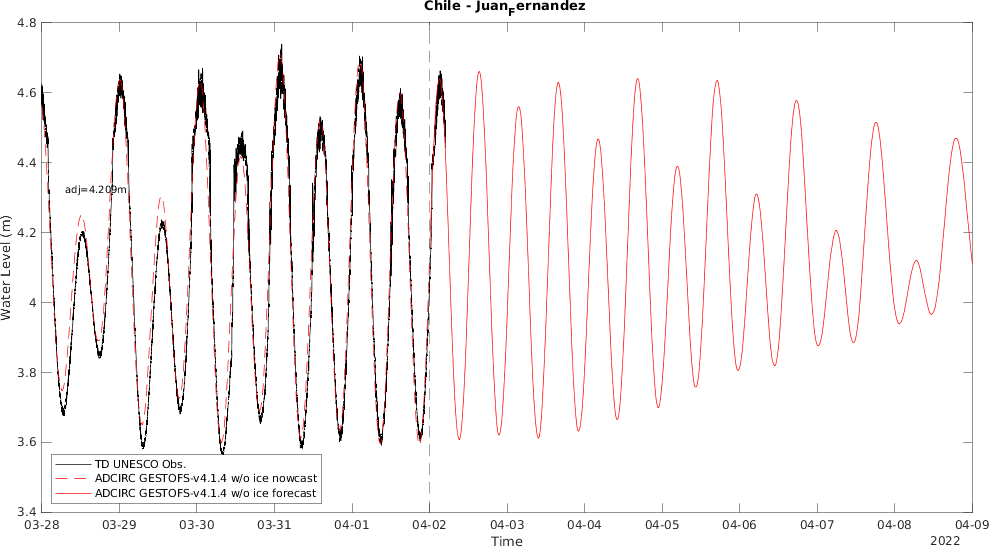 Chile - Juan_Fernandez
4.8
4.6
4.4
4.2
4
3.8
3.6
3.4
Water Level (m)
adj=4.209m
TD UNESCO Obs.
ADCIRC GESTOFS-v4.1.4 w/o ice nowcast
ADCIRC GESTOFS-v4.1.4 w/o ice forecast
03-28 03-29 03-30 03-31 04-01 04-02 04-03 04-04 04-05 04-06 04-07 04-08 04-09
Time
2022